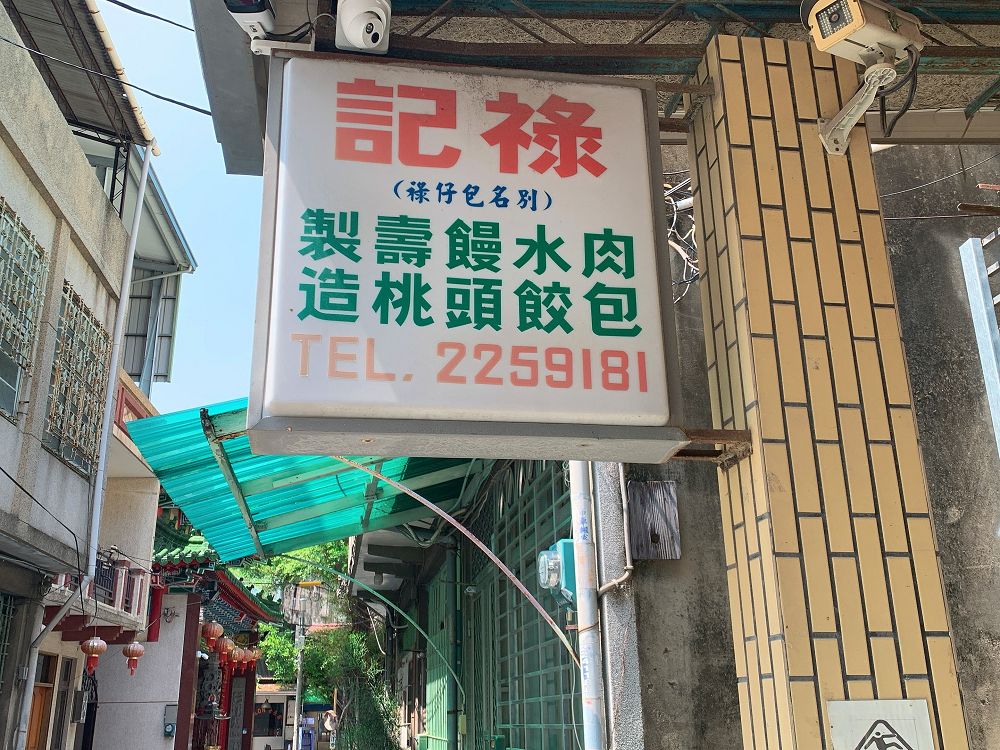 祿記
(別名包仔祿)
肉包
水餃
饅頭
壽桃
製造
TEL. 2259181